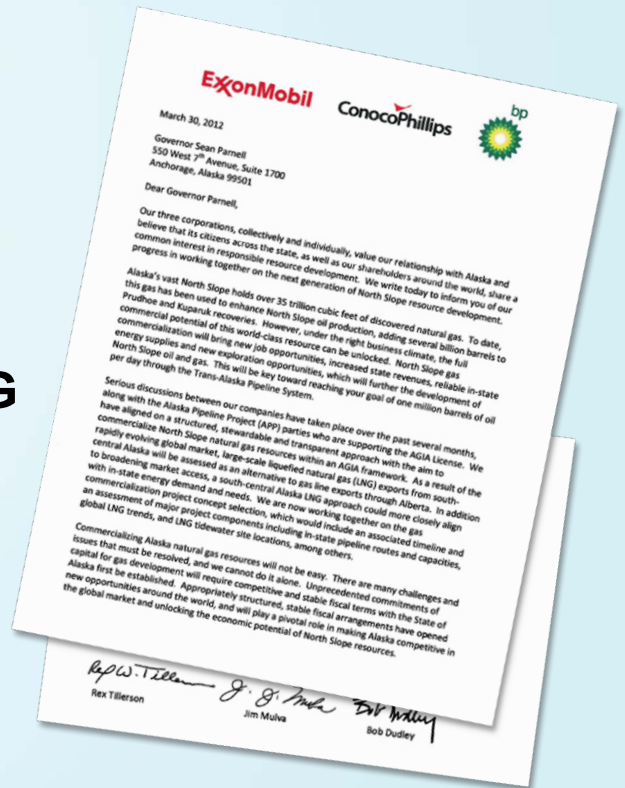 ExxonMobil
ConocoPhillips
bp
March 30, 2012
Governor Sean Parnell
550 West 7th Avenue, Suite 1700
Anchorage, Alaska 99501
Dear Governor Parnell,
Our three corporations, collectively and individually, value our relationship with Alaska and
believe that its citizens across the state, as well as our shareholders around the world, share a
common interest in responsible resource development. We write today to inform you of our
progress in working together on the next generation of North Slope resource development.
Alaska's vast North Slope holds over 35 trillion cubic feet of discovered natural gas. To date,
this gas has been used to enhance North Slope oil production, adding several billion barrels to
Prudhoe and Kuparuk recoveries. However, under the right business climate, the full
commercial potential of this world-class resource can be unlocked. North Slope gas
commercialization will bring new job opportunities, increased state revenues, reliable in-state
energy supplies and new exploration opportunities, which will further the development of
North Slope oil and gas. This will be key toward reaching your goal of one million barrels of oil
per day through the Trans-Alaska Pipeline System.
G
Serious discussions between our companies have taken place over the past several months,
along with the Alaska Pipeline Project (APP) parties who are supporting the AGIA License. We
have aligned on a structured, stewardable and transparent approach with the aim to
commercialize North Slope natural gas resources within an AGIA framework. As a result of the
rapidly evolving global market, large-scale liquefied natural gas (LNG) exports from south-
central Alaska will be assessed as an alternative to gas line exports through Alberta. In addition
to broadening market access, a south-central Alaska LNG approach could more closely align
with in-state energy demand and needs. We are now working together on the gas
commercialization project concept selection, which would include an associated timeline and
an assessment of major project components including in-state pipeline routes and capacities,
global LNG trends, and LNG tidewater site locations, among others.
Commercializing Alaska natural gas resources will not be easy. There are many challenges and
issues that must be resolved, and we cannot do it alone. Unprecedented commitments of
capital for gas development will require competitive and stable fiscal terms with the State of
Alaska first be established. Appropriately structured, stable fiscal arrangements have opened
new opportunities around the world, and will play a pivotal role in making Alaska competitive in
the global market and unlocking the economic potential of North Slope resources.
Rex W. Tillerson
J. J. Mulva
Bob Dudley
Rex Tillerson
Jim Mulva
Bob Dudley